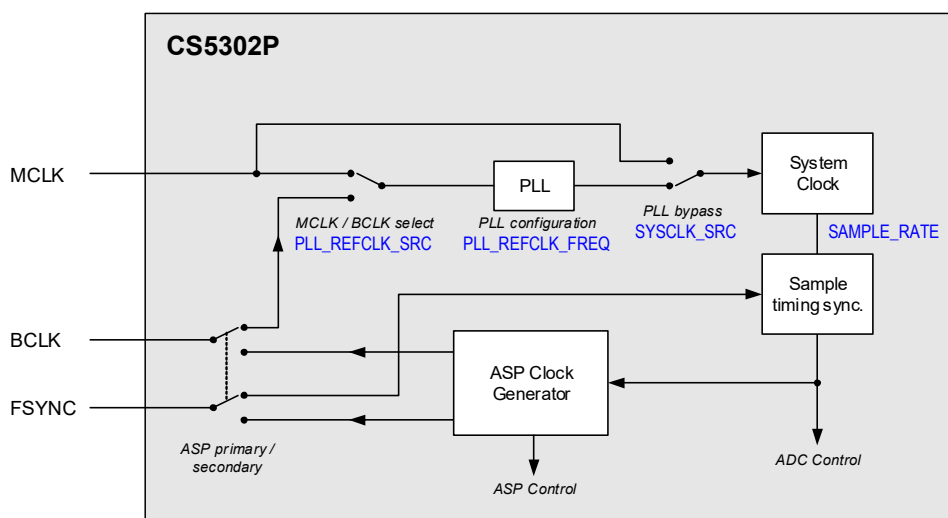 CS5302P
MCLK
PLL
System
Clock
MCLK / BCLK select
PLL_REFCLK_SRC
PLL configuration
PLL_REFCLK_FREQ
PLL bypass
SYSCLK_SRC
SAMPLE_RATE
Sample
timing sync.
BCLK
FSYNC
ASP Clock
Generator
ASP primary /
secondary
ASP Control
ADC Control